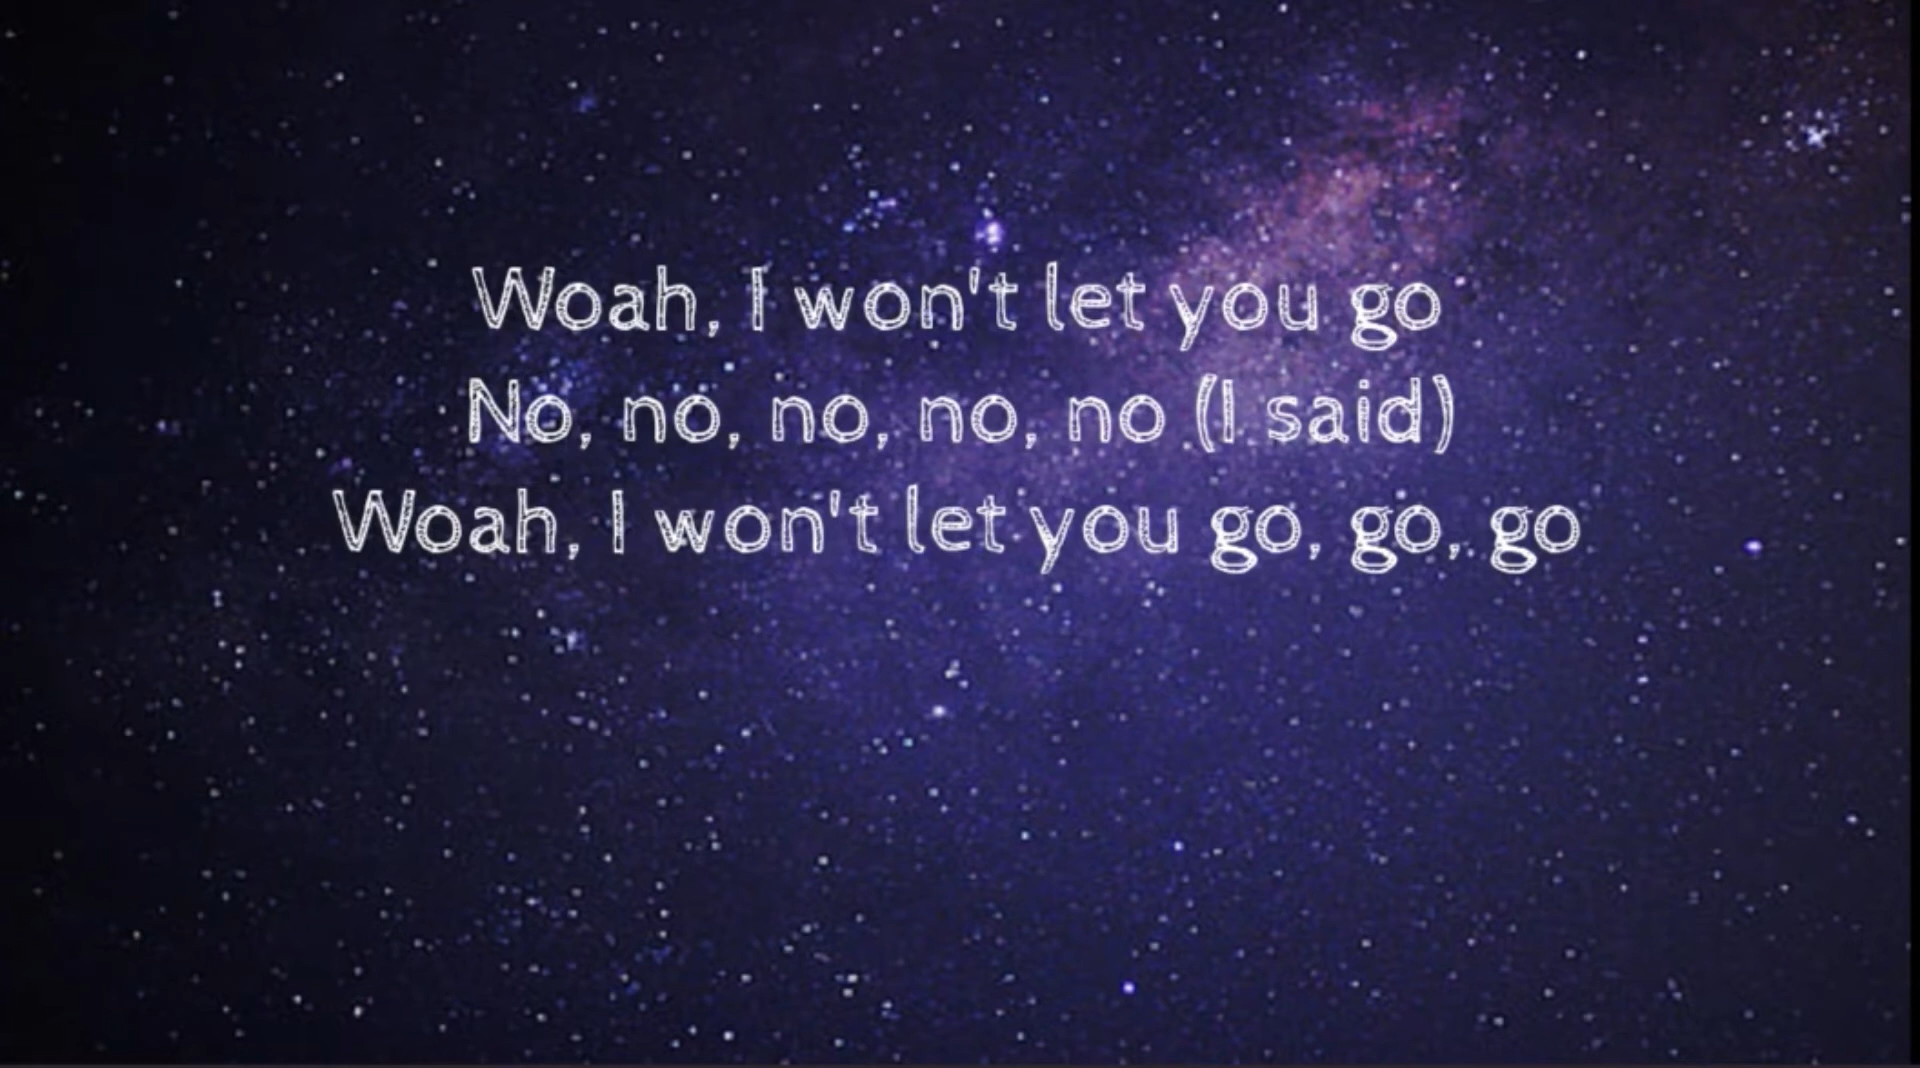 Woah, I won't let you go
No, no, no, no, no (I said)
Woah, I won't let you go, go, go